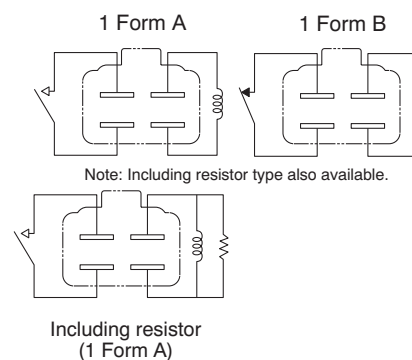 1 Form A
1 Form B
Note: Including resistor type also available.
Including resistor
(1 Form A)